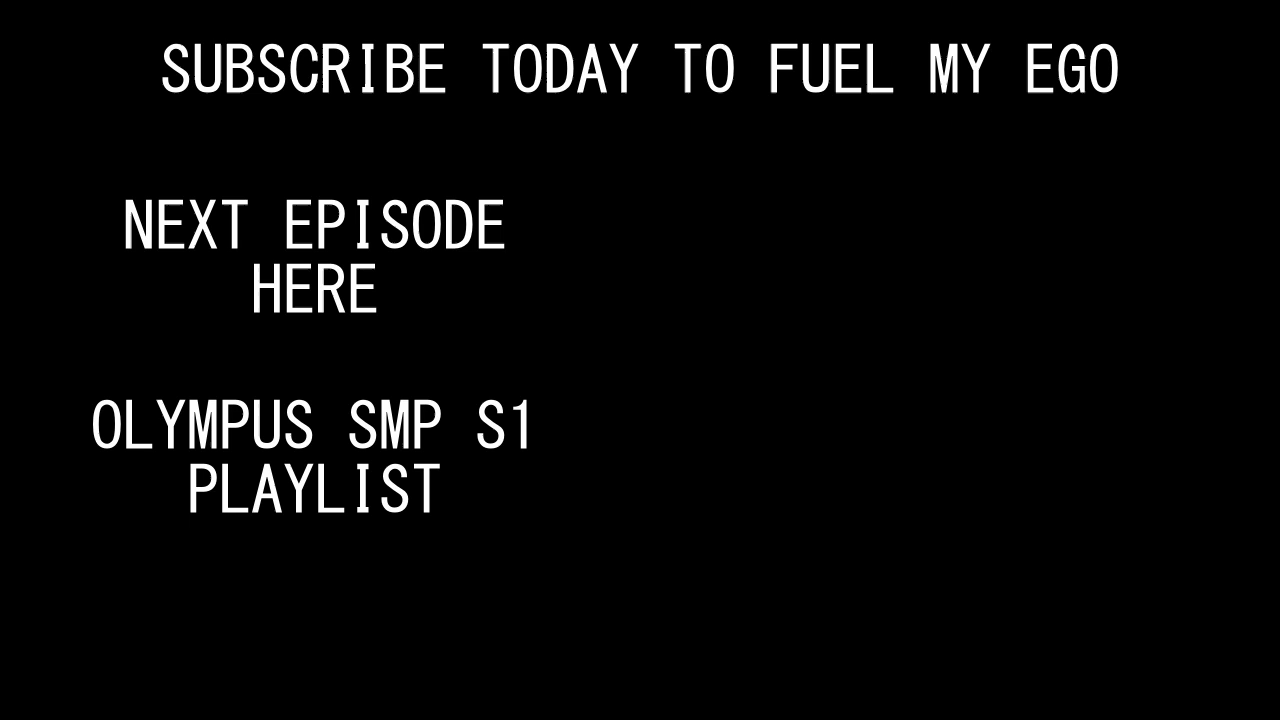 SUBSCRIBE TODAY TO FUEL MY EGO
NEXT EPISODE
HERE
OLYMPUS SMP S1
PLAYLIST